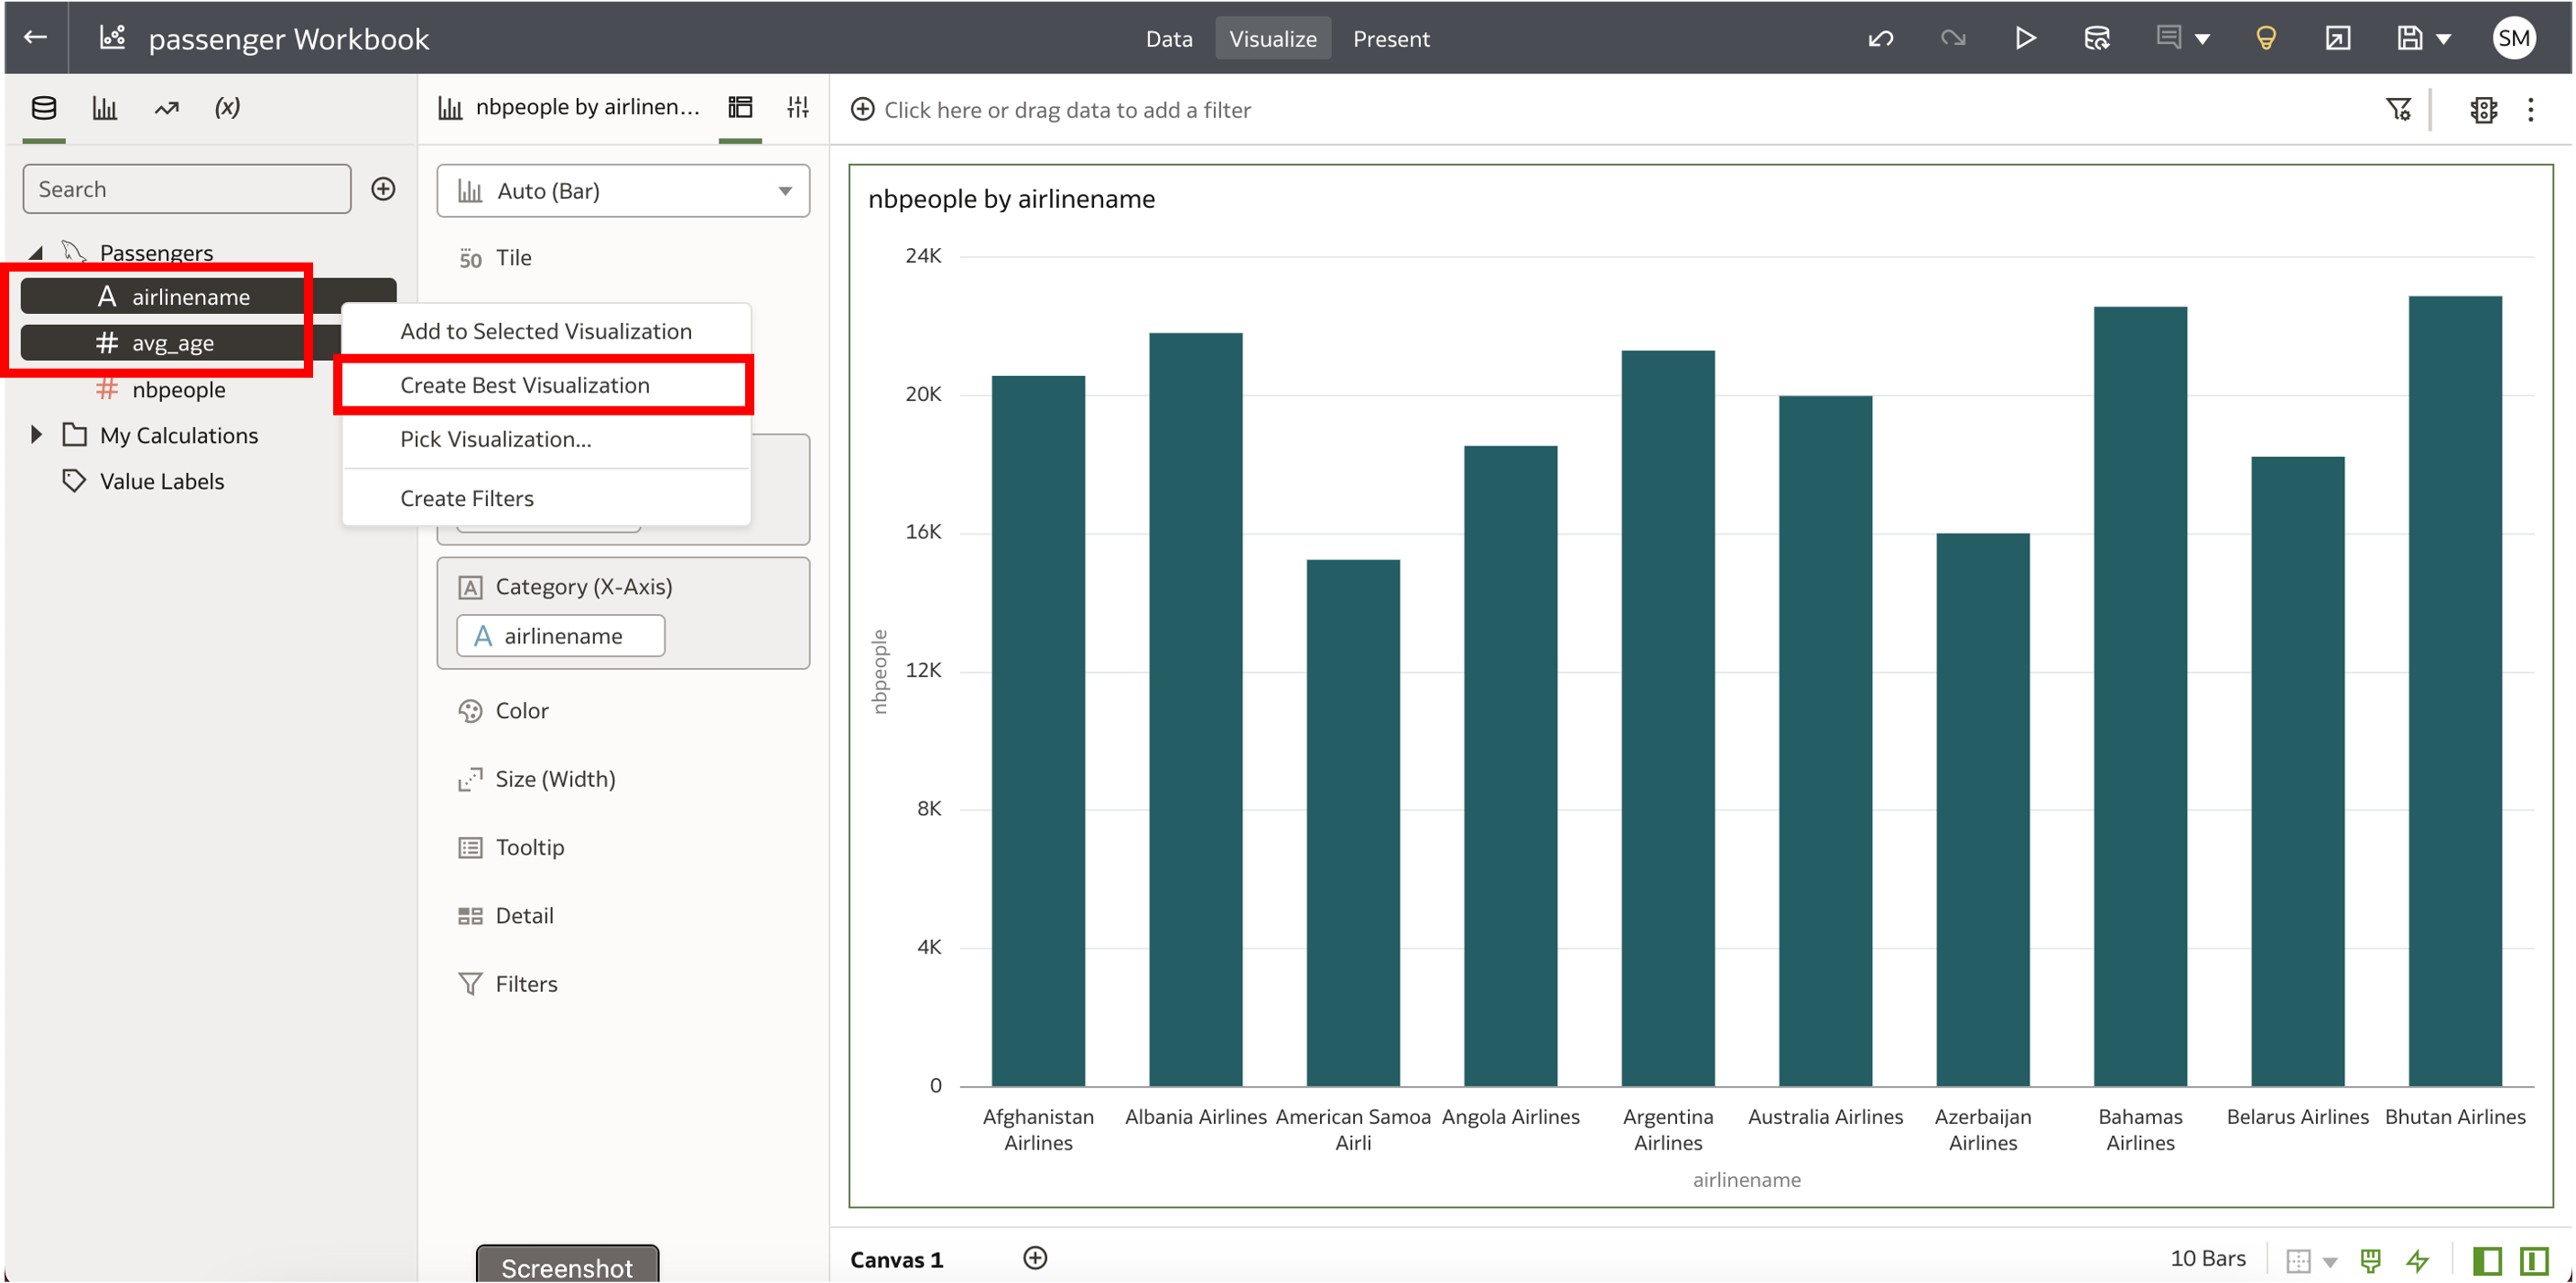 passenger Workbook
Data Visualize Present
SM
(x)
nbpeople by airlinen...
Click here or drag data to add a filter
Search
Auto (Bar)
50 Tile
Passengers
A airlinename
# avg_age
# nbpeople
My Calculations
Value Labels
Add to Selected Visualization
Create Best Visualization
Pick Visualization...
Create Filters
A Category (X-Axis)
A airlinename
Color
Size (Width)
Tooltip
Detail
Filters
Screenshot
nbpeople by airlinename
24K
20K
16K
12K
8K
4K
0
nbpeople
Afghanistan Airlines
Albania Airlines
American Samoa Airli
Angola Airlines
Argentina Airlines
Australia Airlines
Azerbaijan Airlines
Bahamas Airlines
Belarus Airlines
Bhutan Airlines
airlinename
Canvas 1
10 Bars